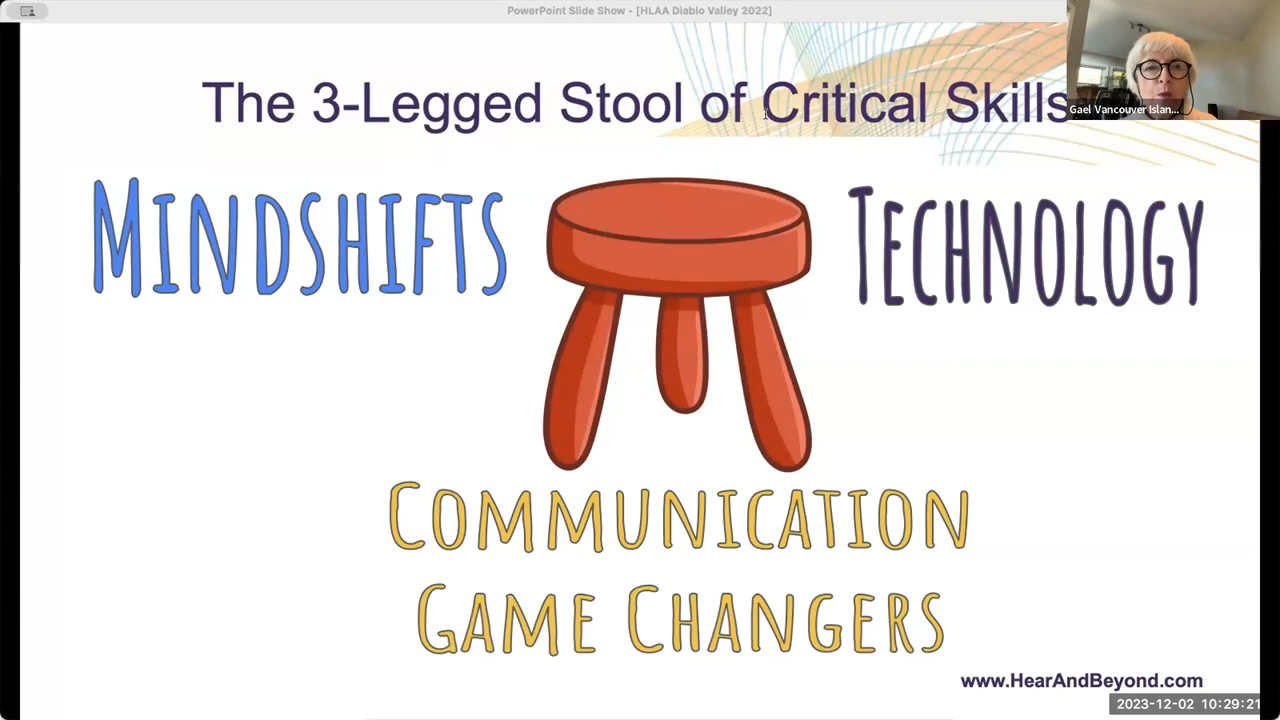 PowerPoint Slide Show - [HLAA Diablo Valley 2022]
The 3-Legged Stool of Critical Skills
Gael Vancouver Islan...
MINDSHIFTS
TECHNOLOGY
COMMUNICATION
GAME CHANGERS
www.HearAndBeyond.com
2023-12-02 10:29:21